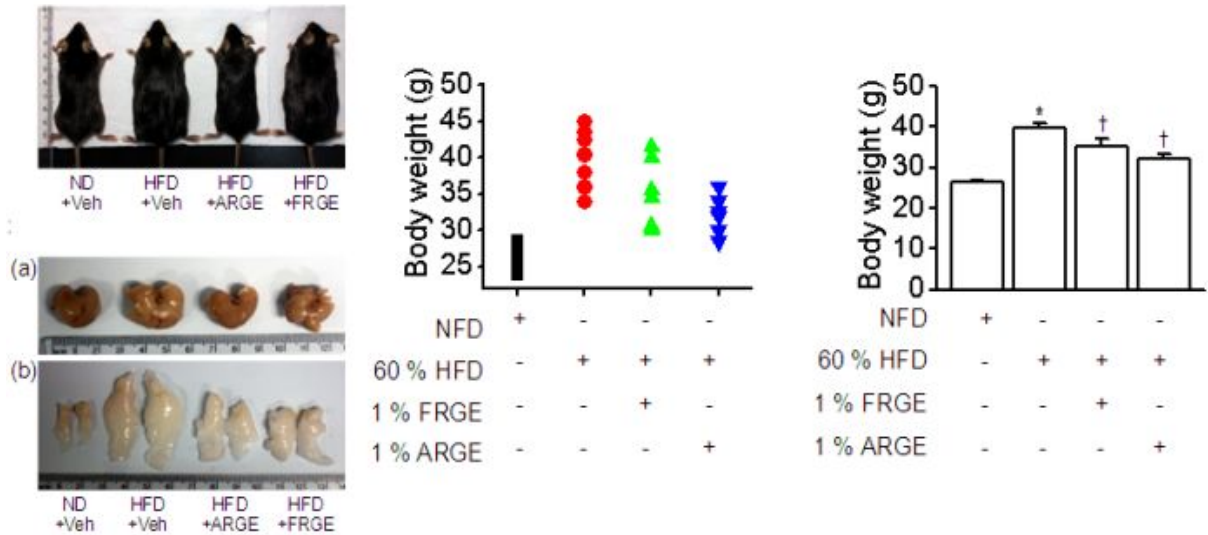 ND HFD HFD HFD
+Veh +Veh +ARGE +FRGE
:
(a)
(b)
ND HFD HFD HFD
+Veh +Veh +ARGE +FRGE
Body weight (g)
50
45
40
35
30
25
NFD + - - -
60 % HFD - + + +
1 % FRGE - - + -
1 % ARGE - - - +
Body weight (g)
50
40
30
20
10
0
* † †
NFD + - - -
60 % HFD - + + +
1 % FRGE - - + -
1 % ARGE - - - +